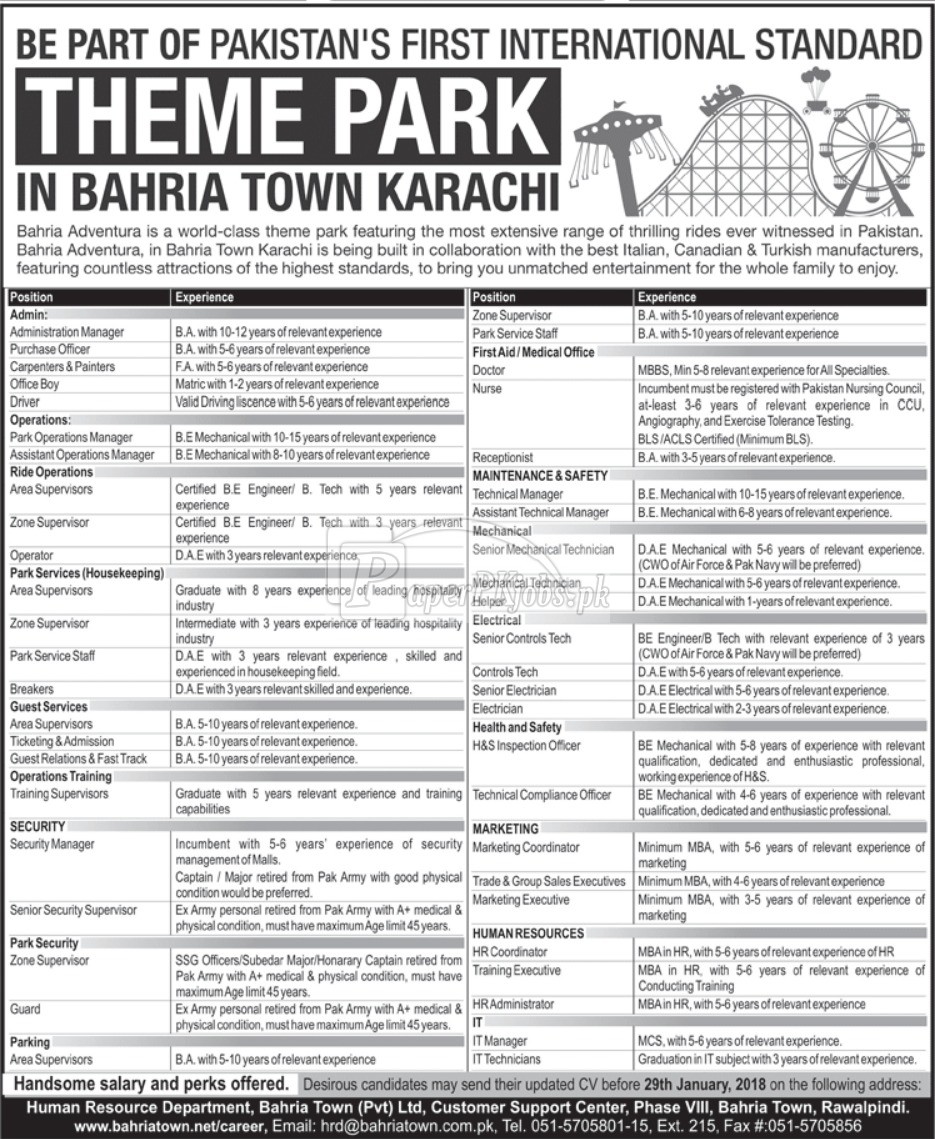 BE PART OF PAKISTAN'S FIRST INTERNATIONAL STANDARD
THEME PARK
IN BAHRIA TOWN KARACHI
Bahria Adventura is a world-class theme park featuring the most extensive range of thrilling rides ever witnessed in Pakistan.
Bahria Adventura, in Bahria Town Karachi is being built in collaboration with the best Italian, Canadian & Turkish manufacturers,
featuring countless attractions of the highest standards, to bring you unmatched entertainment for the whole family to enjoy.
Position Experience
Admin:
Administration Manager B.A. with 10-12 years of relevant experience
Purchase Officer B.A. with 5-6 years of relevant experience
Carpenters & Painters F.A. with 5-6 years of relevant experience
Office Boy Matric with 1-2 years of relevant experience
Driver Valid Driving liscence with 5-6 years of relevant experience
Operations:
Park Operations Manager B.E Mechanical with 10-15 years of relevant experience
Assistant Operations Manager B.E Mechanical with 8-10 years of relevant experience
Ride Operations
Area Supervisors Certified B.E Engineer/ B. Tech with 5 years relevant
experience
Zone Supervisor Certified B.E Engineer/ B. Tech with 3 years relevant
experience
Operator D.A.E with 3 years relevant experience.
Park Services (Housekeeping)
Area Supervisors Graduate with 8 years experience of leading hospitality
industry
Zone Supervisor Intermediate with 3 years experience of leading hospitality
industry
Park Service Staff D.A.E with 3 years relevant experience , skilled and
experienced in housekeeping field.
Breakers D.A.E with 3 years relevant skilled and experience.
Guest Services
Area Supervisors B.A. 5-10 years of relevant experience.
Ticketing & Admission B.A. 5-10 years of relevant experience.
Guest Relations & Fast Track B.A. 5-10 years of relevant experience.
Operations Training
Training Supervisors Graduate with 5 years relevant experience and training
capabilities
SECURITY
Security Manager Incumbent with 5-6 years' experience of security
management of Malls.
Captain / Major retired from Pak Army with good physical
condition would be preferred.
Senior Security Supervisor Ex Army personal retired from Pak Army with A+ medical &
physical condition, must have maximum Age limit 45 years.
Park Security
Zone Supervisor SSG Officers/Subedar Major/Honarary Captain retired from
Pak Army with A+ medical & physical condition, must have
maximum Age limit 45 years.
Guard Ex Army personal retired from Pak Army with A+ medical &
physical condition, must have maximum Age limit 45 years.
Parking
Area Supervisors B.A. with 5-10 years of relevant experience
Position Experience
Zone Supervisor B.A. with 5-10 years of relevant experience
Park Service Staff B.A. with 5-10 years of relevant experience
First Aid / Medical Office
Doctor MBBS, Min 5-8 relevant experience for All Specialties.
Nurse Incumbent must be registered with Pakistan Nursing Council,
at-least 3-6 years of relevant experience in CCU,
Angiography, and Exercise Tolerance Testing.
BLS /ACLS Certified (Minimum BLS).
Receptionist B.A. with 3-5 years of relevant experience.
MAINTENANCE & SAFETY
Technical Manager B.E. Mechanical with 10-15 years of relevant experience.
Assistant Technical Manager B.E. Mechanical with 6-8 years of relevant experience.
Mechanical
Senior Mechanical Technician D.A.E Mechanical with 5-6 years of relevant experience.
(CWO of Air Force & Pak Navy will be preferred)
Mechanical Technician D.A.E Mechanical with 5-6 years of relevant experience.
Helper D.A.E Mechanical with 1-years of relevant experience.
Electrical
Senior Controls Tech BE Engineer/B Tech with relevant experience of 3 years
(CWO of Air Force & Pak Navy will be preferred)
Controls Tech D.A.E with 5-6 years of relevant experience.
Senior Electrician D.A.E Electrical with 5-6 years of relevant experience.
Electrician D.A.E Electrical with 2-3 years of relevant experience.
Health and Safety
H&S Inspection Officer BE Mechanical with 5-8 years of experience with relevant
qualification, dedicated and enthusiastic professional,
working experience of H&S.
Technical Compliance Officer BE Mechanical with 4-6 years of experience with relevant
qualification, dedicated and enthusiastic professional.
MARKETING
Marketing Coordinator Minimum MBA, with 5-6 years of relevant experience of
marketing
Trade & Group Sales Executives Minimum MBA, with 4-6 years of relevant experience
Marketing Executive Minimum MBA, with 3-5 years of relevant experience of
marketing
HUMAN RESOURCES
HR Coordinator MBA in HR, with 5-6 years of relevant experience of HR
Training Executive MBA in HR, with 5-6 years of relevant experience of
Conducting Training
HR Administrator MBA in HR, with 5-6 years of relevant experience
IT
IT Manager MCS, with 5-6 years of relevant experience.
IT Technicians Graduation in IT subject with 3 years of relevant experience.
PaperPKjobs.pk
Handsome salary and perks offered. Desirous candidates may send their updated CV before 29th January, 2018 on the following address:
Human Resource Department, Bahria Town (Pvt) Ltd, Customer Support Center, Phase VIII, Bahria Town, Rawalpindi.
www.bahriatown.net/career, Email: hrd@bahriatown.com.pk, Tel. 051-5705801-15, Ext. 215, Fax #:051-5705856